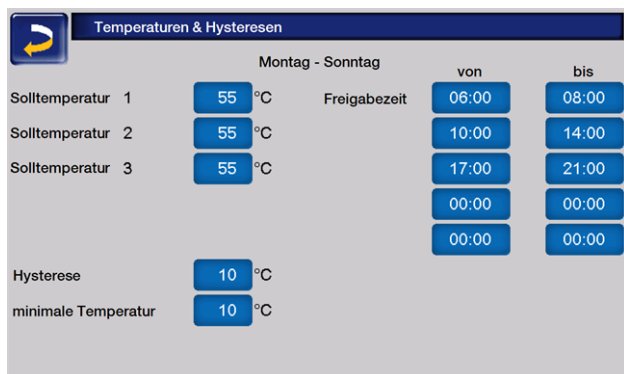 Temperaturen & Hysteresen
Montag - Sonntag
von bis
Solltemperatur 1 55 °C Freigabezeit 06:00 08:00
Solltemperatur 2 55 °C 10:00 14:00
Solltemperatur 3 55 °C 17:00 21:00
00:00 00:00
00:00 00:00
Hysterese 10 °C
minimale Temperatur 10 °C